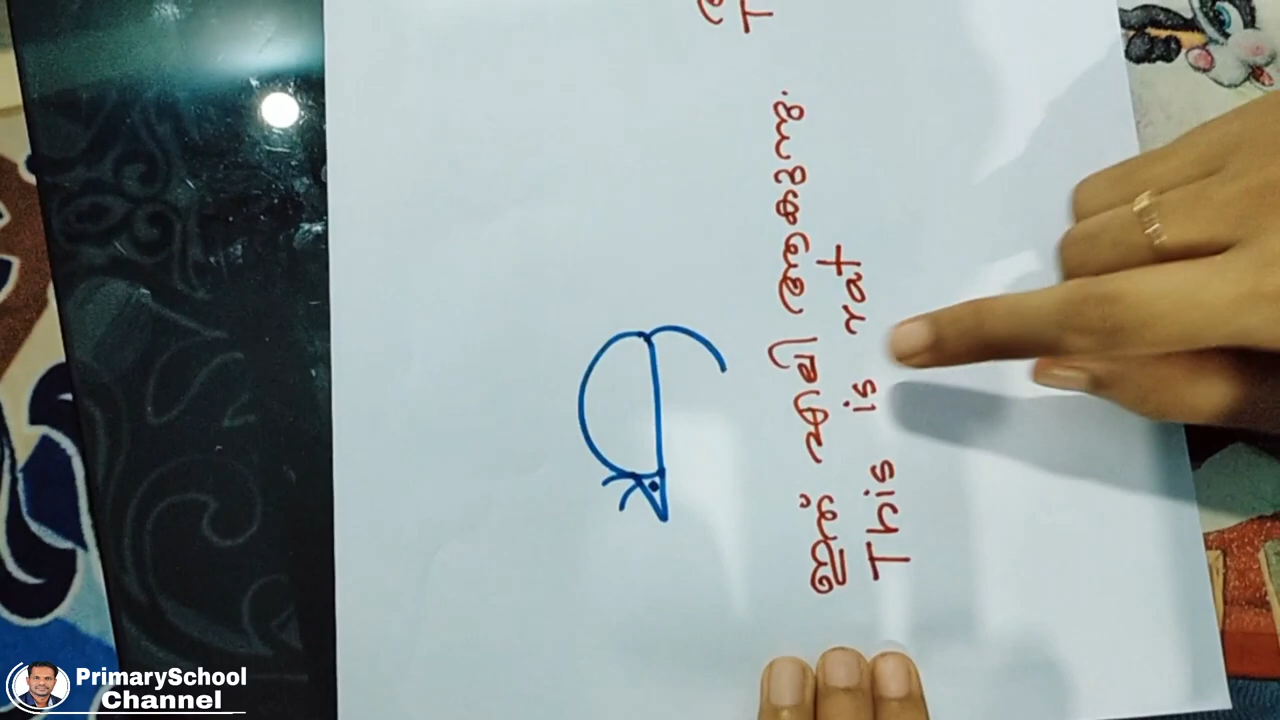 ഇത് എലി ആകുന്നു.
This is rat
T
PrimarySchool
Channel